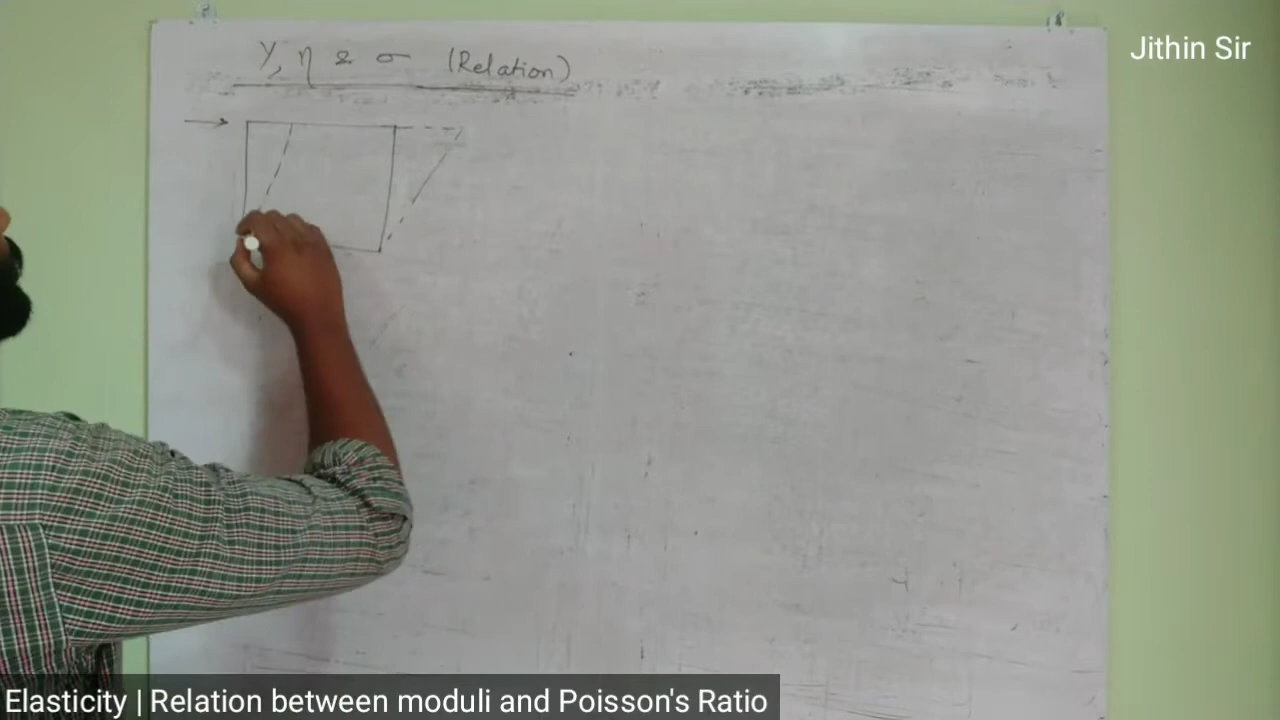 Y, η & σ (Relation)
Jithin Sir
Elasticity | Relation between moduli and Poisson's Ratio